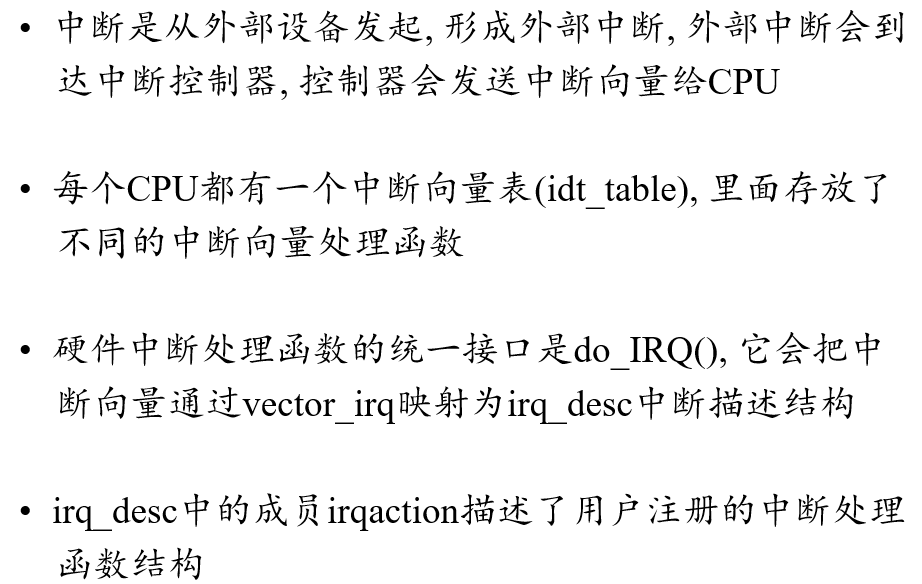 • 中断是从外部设备发起, 形成外部中断, 外部中断会到
达中断控制器, 控制器会发送中断向量给CPU
• 每个CPU都有一个中断向量表(idt_table), 里面存放了
不同的中断向量处理函数
• 硬件中断处理函数的统一接口是do_IRQ(), 它会把中
断向量通过vector_irq映射为irq_desc中断描述结构
• irq_desc中的成员irqaction描述了用户注册的中断处理
函数结构